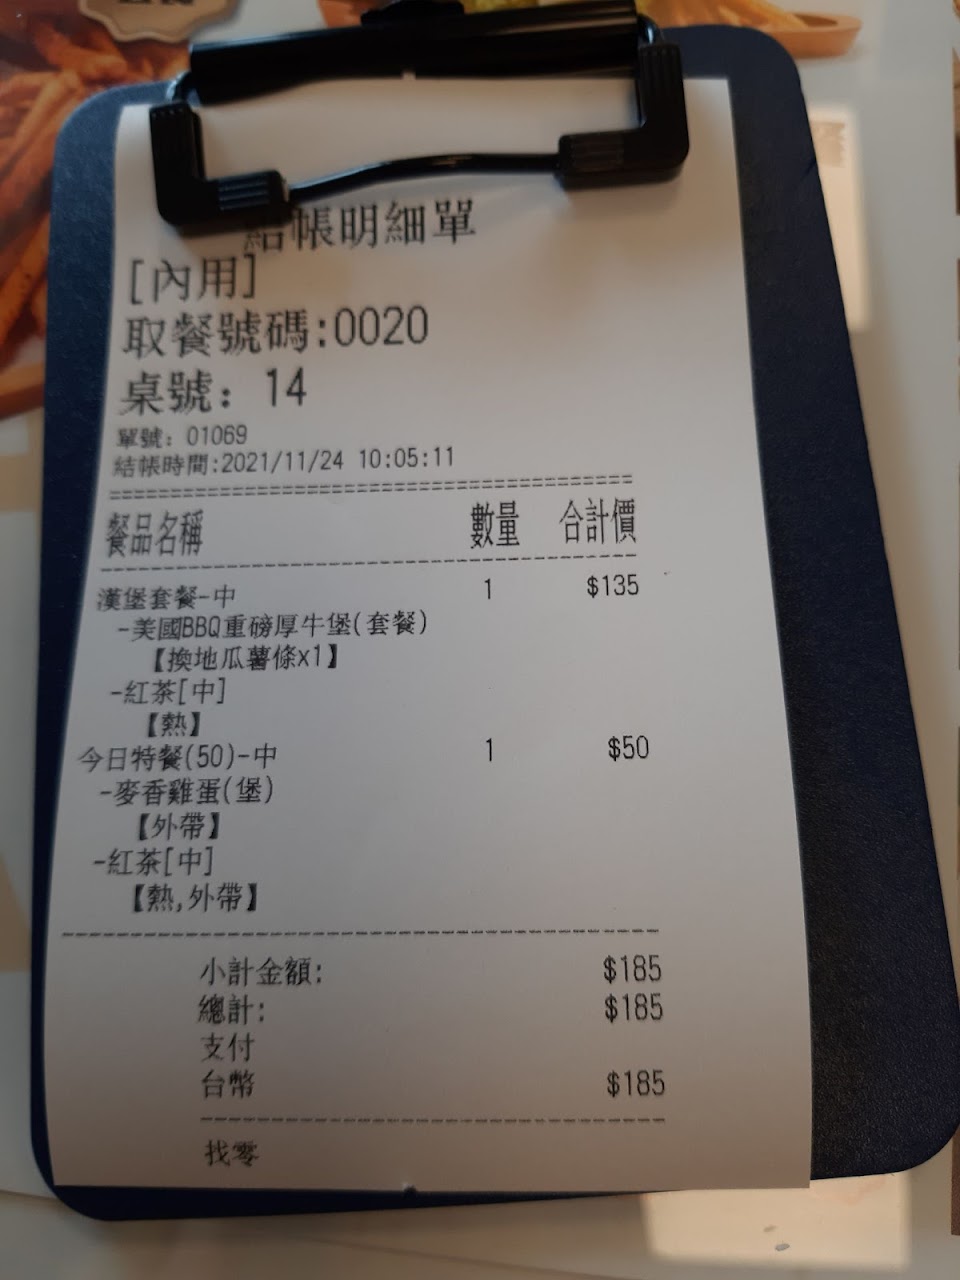 結帳明細單
[內用]
取餐號碼:0020
桌號: 14
單號: 01069
結帳時間:2021/11/24 10:05:11
============================================
餐品名稱 數量 合計價
--------------------------------------------
漢堡套餐-中 1 $135
-美國BBQ重磅厚牛堡(套餐)
【換地瓜薯條x1】
-紅茶[中]
【熱】
今日特餐(50)-中 1 $50
-麥香雞蛋(堡)
【外帶】
-紅茶[中]
【熱,外帶】
--------------------------------------------
小計金額: $185
總計: $185
支付
台幣 $185
--------------------------------
找零